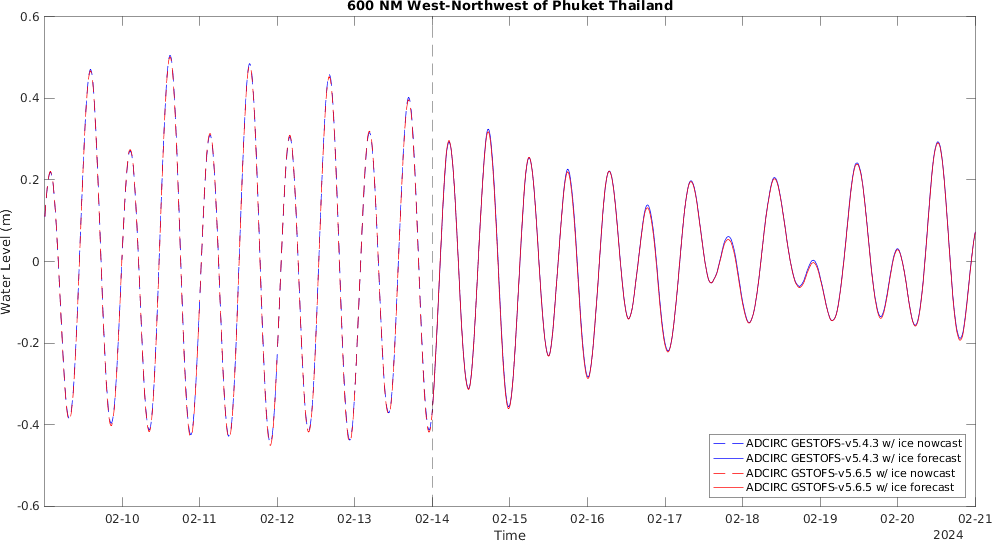 600 NM West-Northwest of Phuket Thailand
0.6
0.4
0.2
0
-0.2
-0.4
-0.6
Water Level (m)
02-10 02-11 02-12 02-13 02-14 02-15 02-16 02-17 02-18 02-19 02-20 02-21
Time
2024
ADCIRC GESTOFS-v5.4.3 w/ ice nowcast
ADCIRC GESTOFS-v5.4.3 w/ ice forecast
ADCIRC GSTOFS-v5.6.5 w/ ice nowcast
ADCIRC GSTOFS-v5.6.5 w/ ice forecast